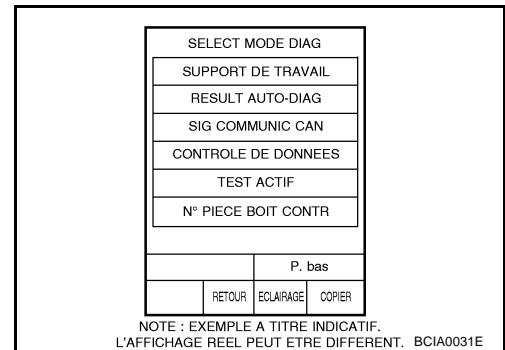 SELECT MODE DIAG
SUPPORT DE TRAVAIL
RESULT AUTO-DIAG
SIG COMMUNIC CAN
CONTROLE DE DONNEES
TEST ACTIF
N° PIECE BOIT CONTR
P. bas
RETOUR ECLAIRAGE COPIER
NOTE : EXEMPLE A TITRE INDICATIF.
L'AFFICHAGE REEL PEUT ETRE DIFFERENT. BCIA0031E